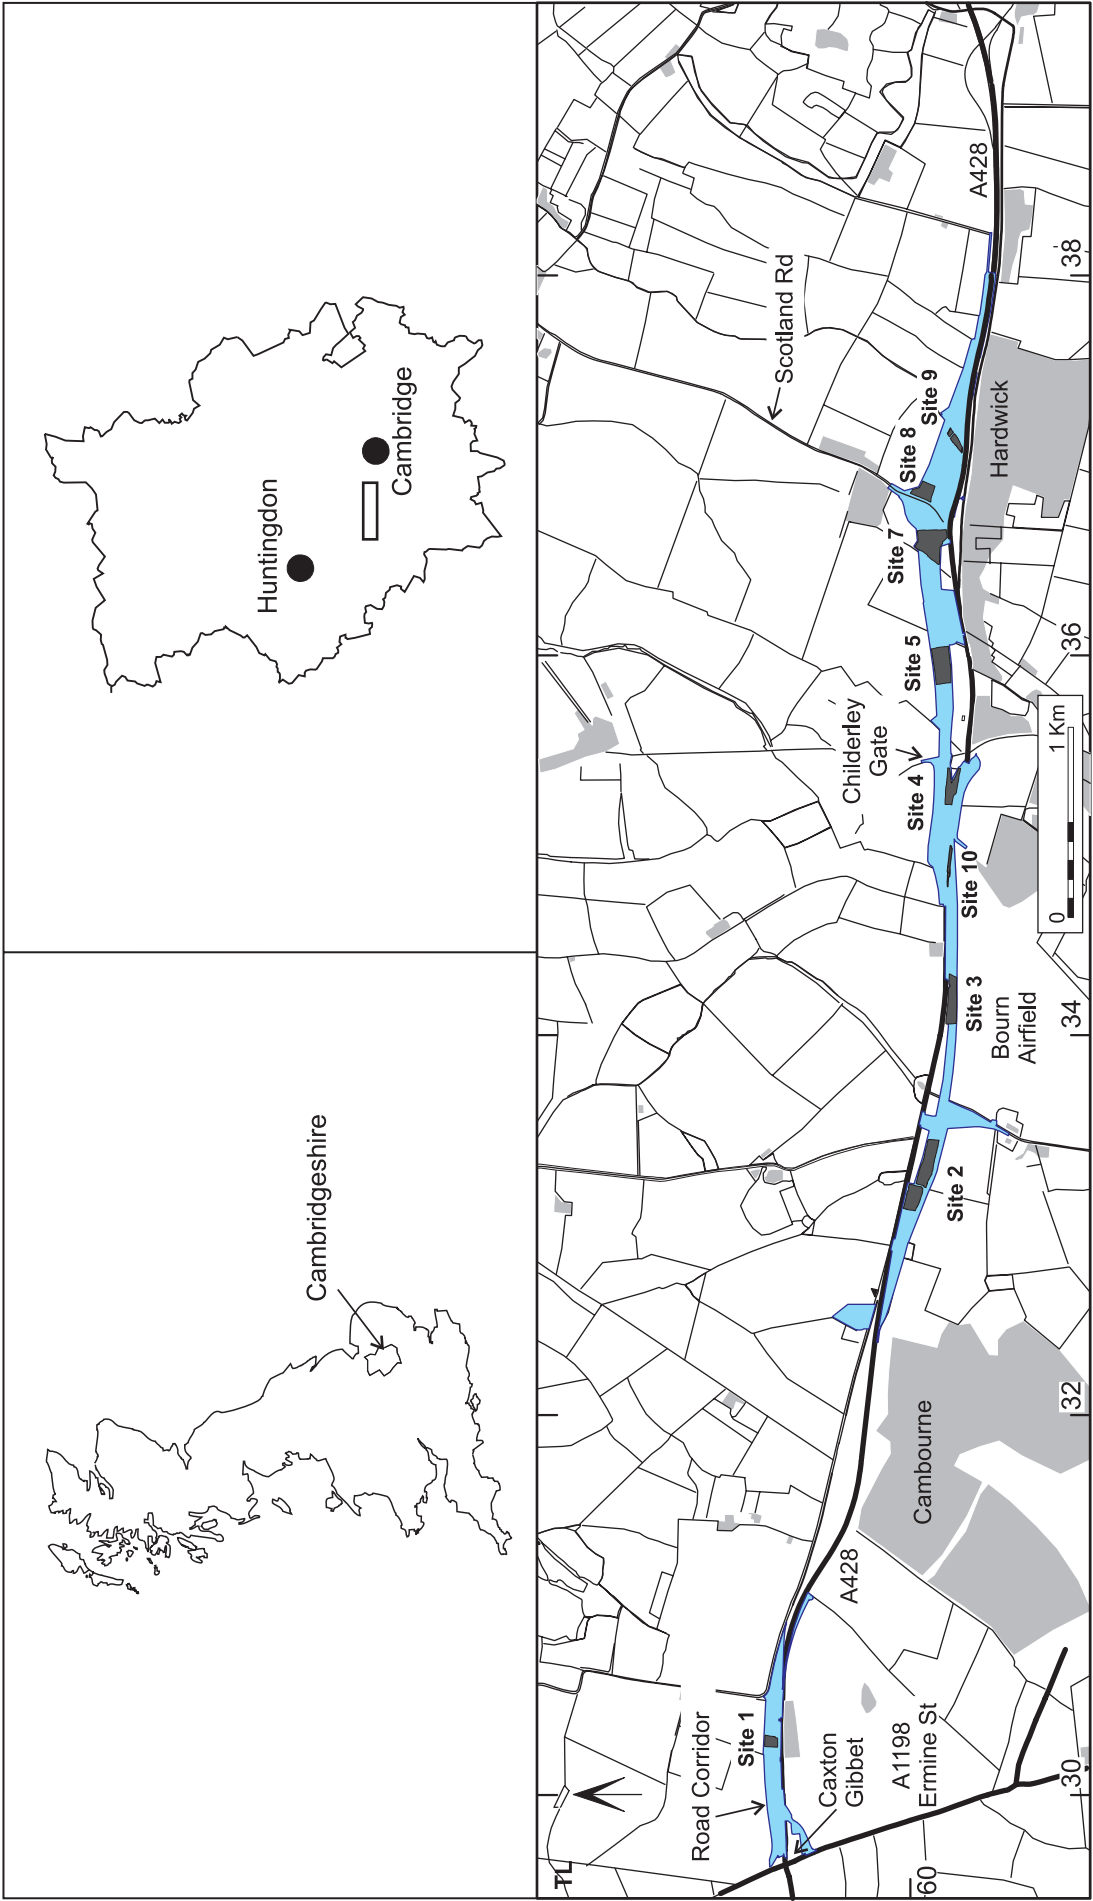 Cambridgeshire
Huntingdon
Cambridge
TL
Road Corridor
Site 1
Caxton
Gibbet
A1198
Ermine St
A428
Cambourne
Site 2
Bourn
Airfield
Site 3
Site 10
Site 4
Childerley
Gate
Site 5
Site 7
Site 8
Site 9
Scotland Rd
Hardwick
A428
0
1 Km
60
30
32
34
36
38